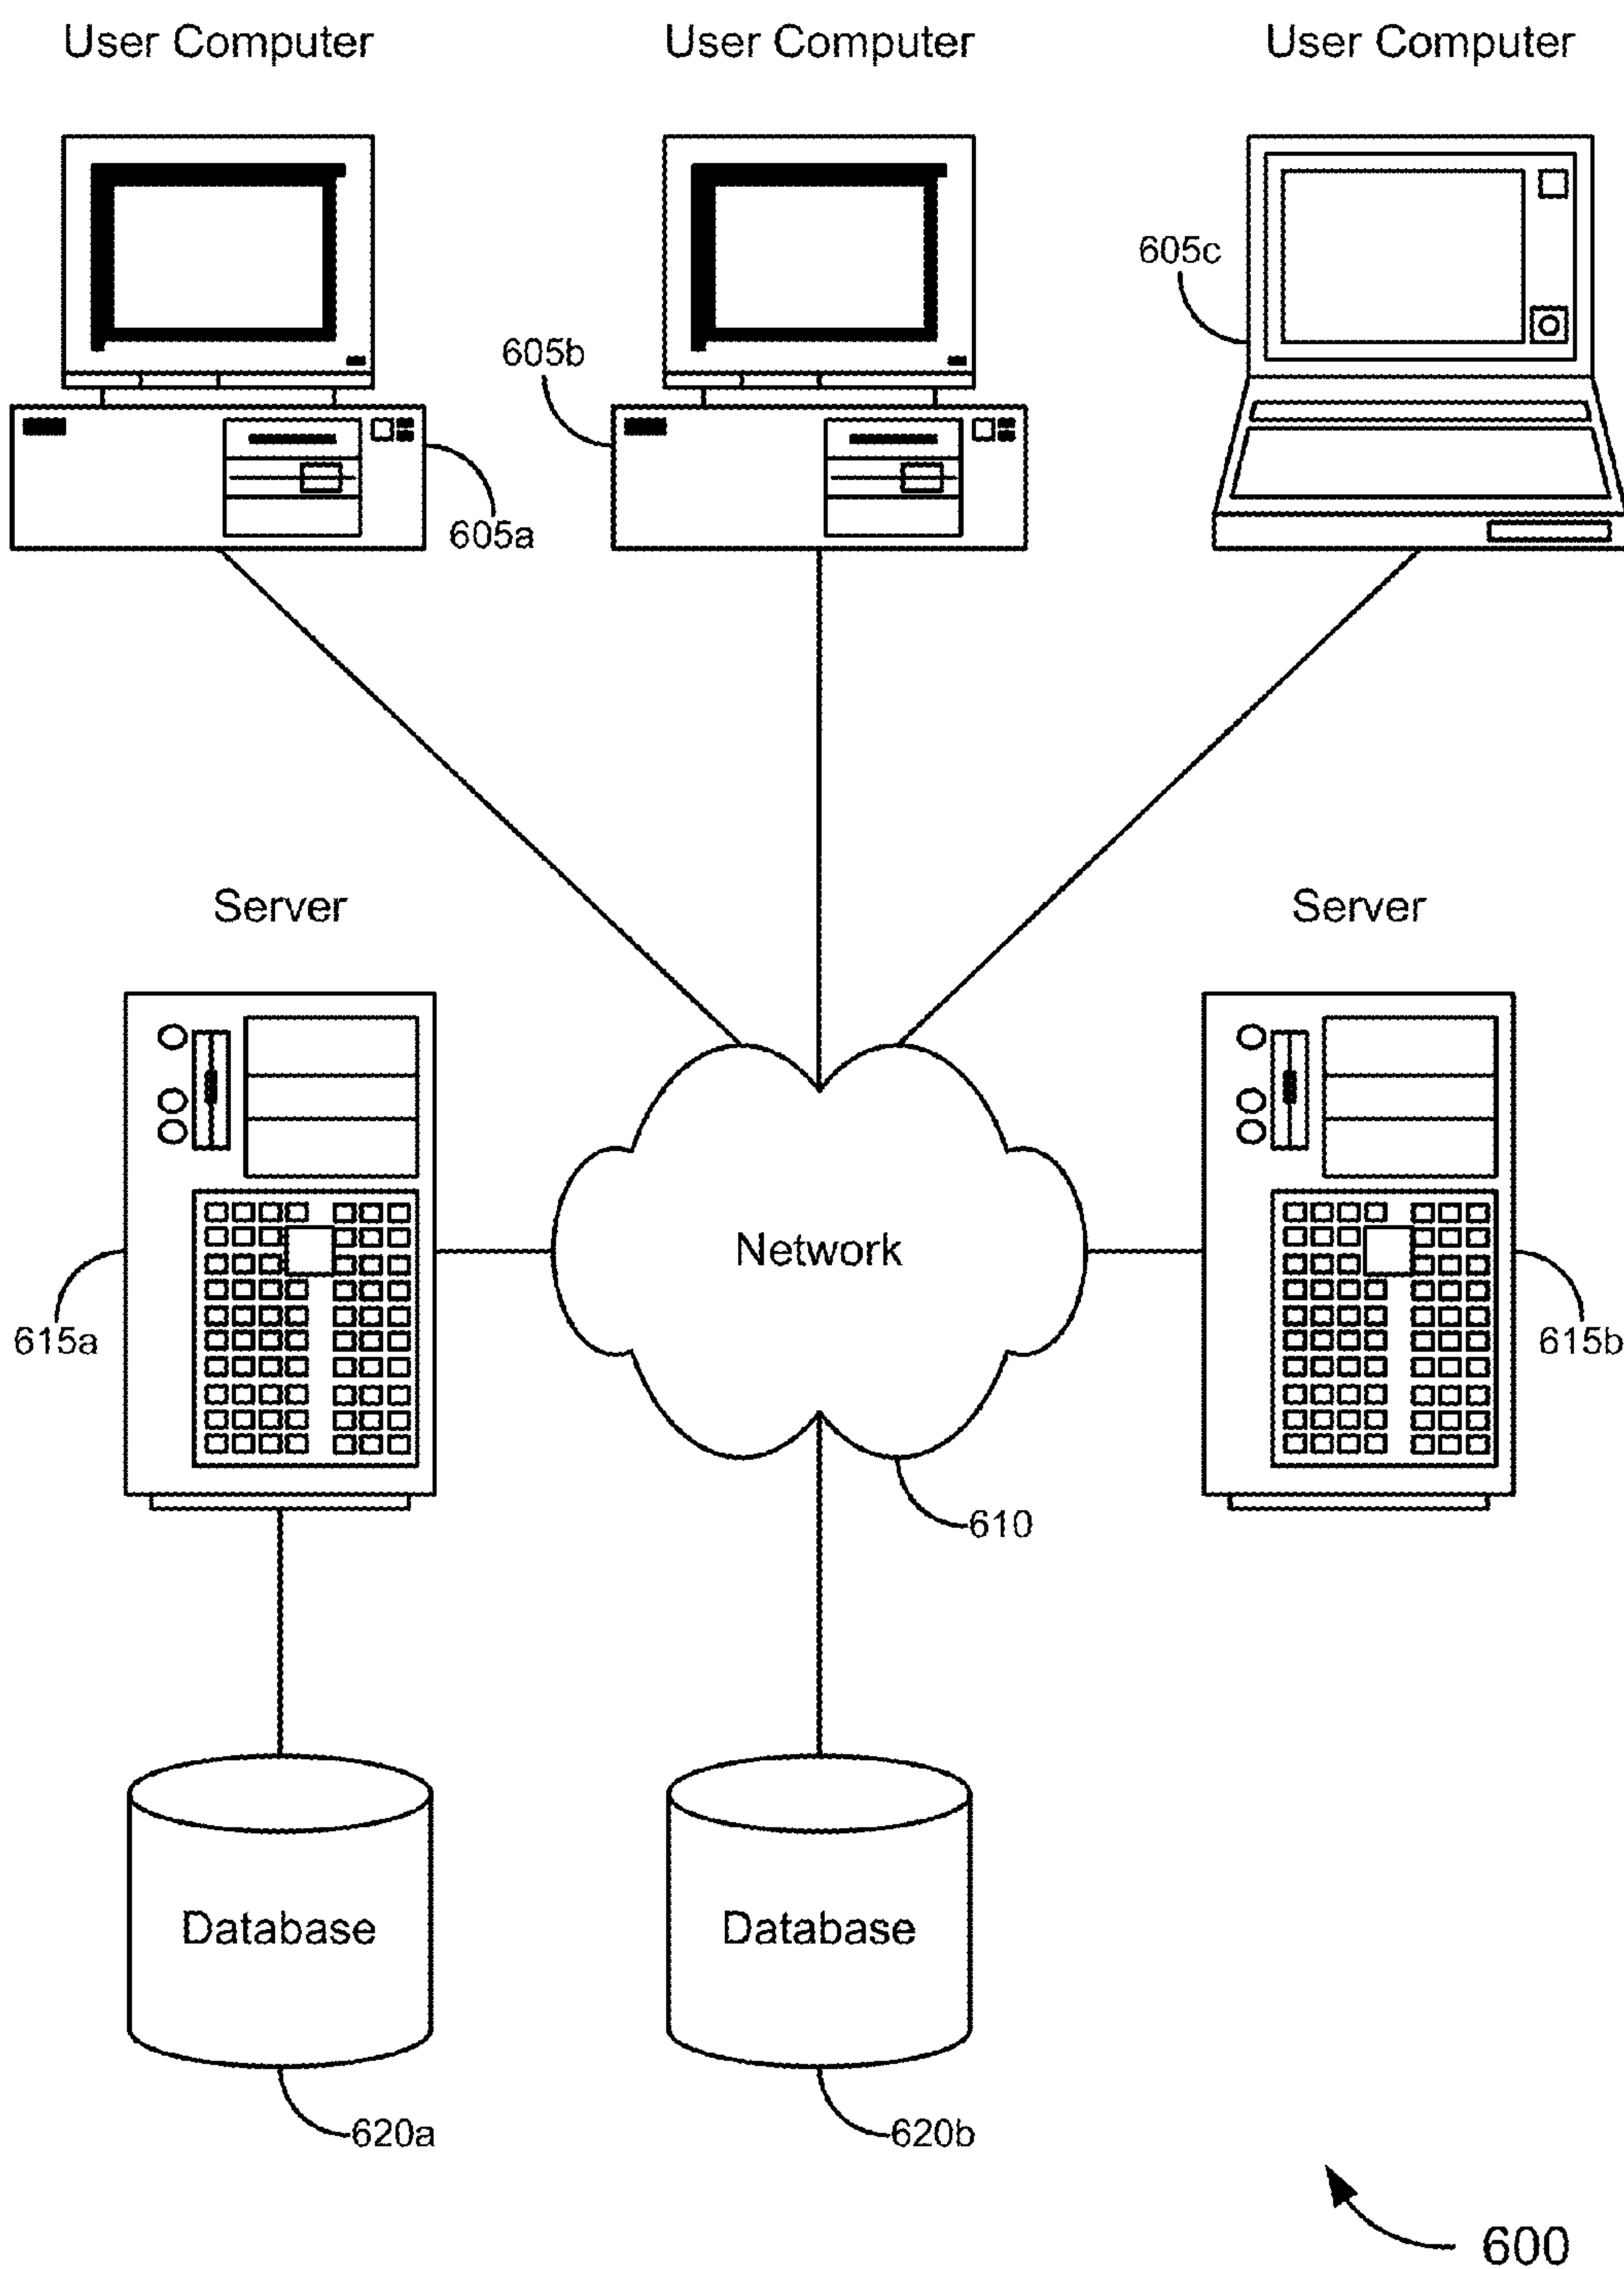 User Computer
User Computer
User Computer
605c
605b
605a
Server
Server
Network
615a
615b
610
Database
Database
620a
620b
600